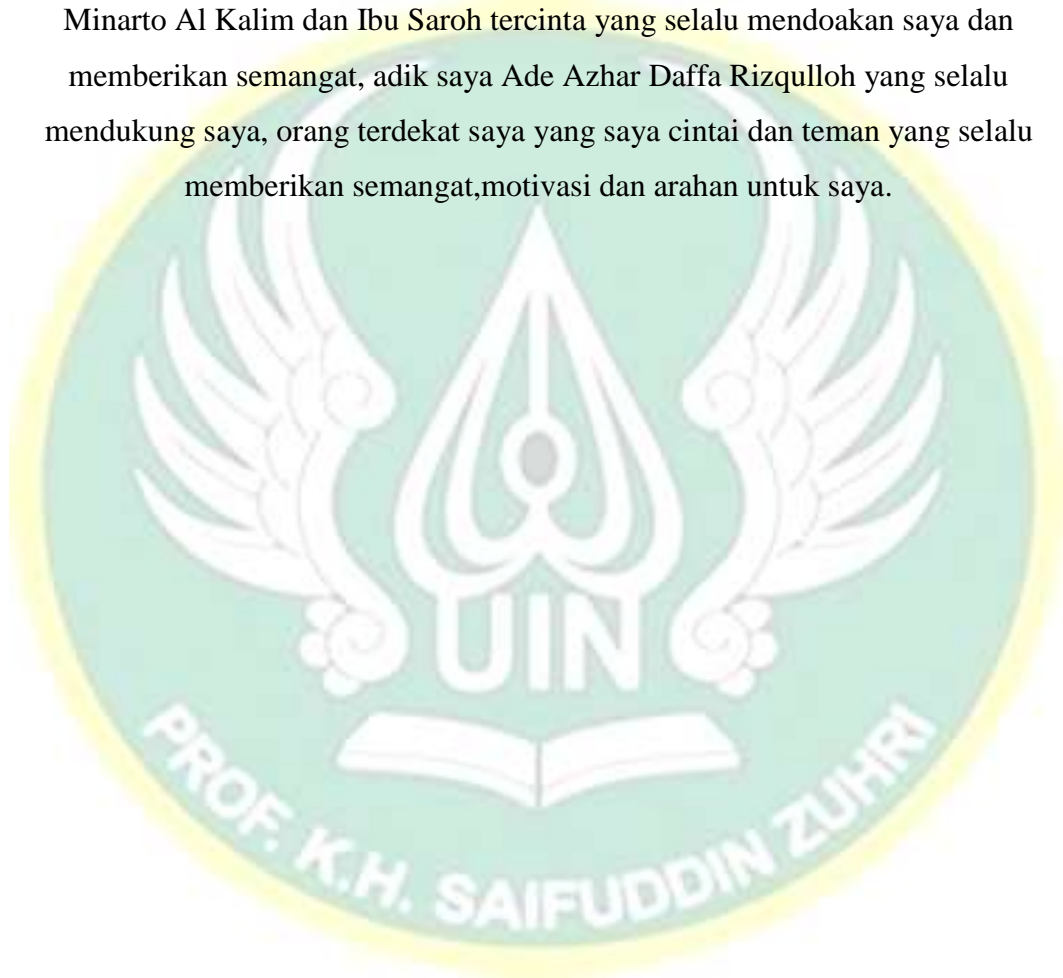 Minarto Al Kalim dan Ibu Saroh tercinta yang selalu mendoakan saya dan
memberikan semangat, adik saya Ade Azhar Daffa Rizqulloh yang selalu
mendukung saya, orang terdekat saya yang saya cintai dan teman yang selalu
memberikan semangat,motivasi dan arahan untuk saya.
UIN
PROF. K.H. SAIFUDDIN ZUHRI